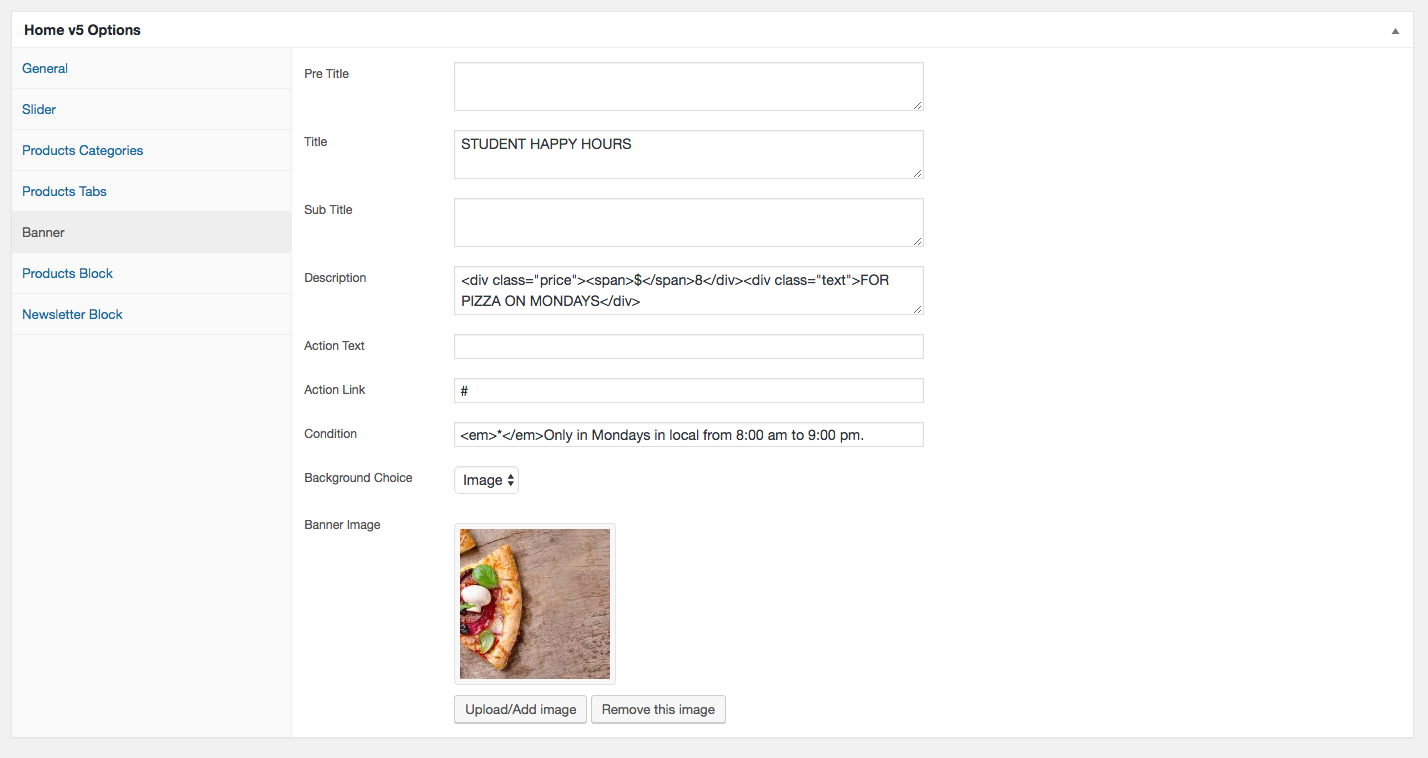 Home v5 Options
General
Slider
Products Categories
Products Tabs
Banner
Products Block
Newsletter Block
Pre Title
Title
STUDENT HAPPY HOURS
Sub Title
Description
<div class="price"><span>$</span>8</div><div class="text">FOR
PIZZA ON MONDAYS</div>
Action Text
Action Link
#
Condition
<em>*</em>Only in Mondays in local from 8:00 am to 9:00 pm.
Background Choice
Image
Banner Image
Upload/Add image
Remove this image